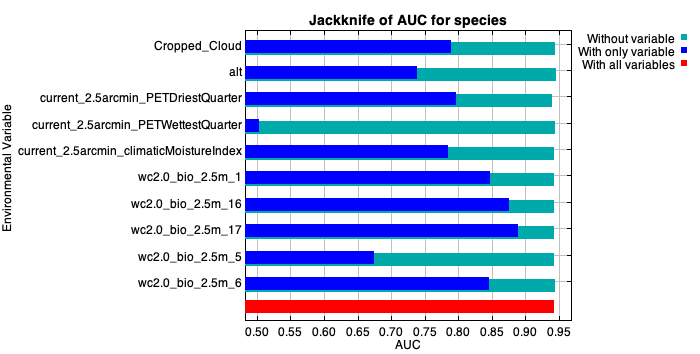 Jackknife of AUC for species
Without variable
With only variable
With all variables
Environmental Variable
Cropped_Cloud
alt
current_2.5arcmin_PETDriestQuarter
current_2.5arcmin_PETWettestQuarter
current_2.5arcmin_climaticMoistureIndex
wc2.0_bio_2.5m_1
wc2.0_bio_2.5m_16
wc2.0_bio_2.5m_17
wc2.0_bio_2.5m_5
wc2.0_bio_2.5m_6
0.50 0.55 0.60 0.65 0.70 0.75 0.80 0.85 0.90 0.95
AUC